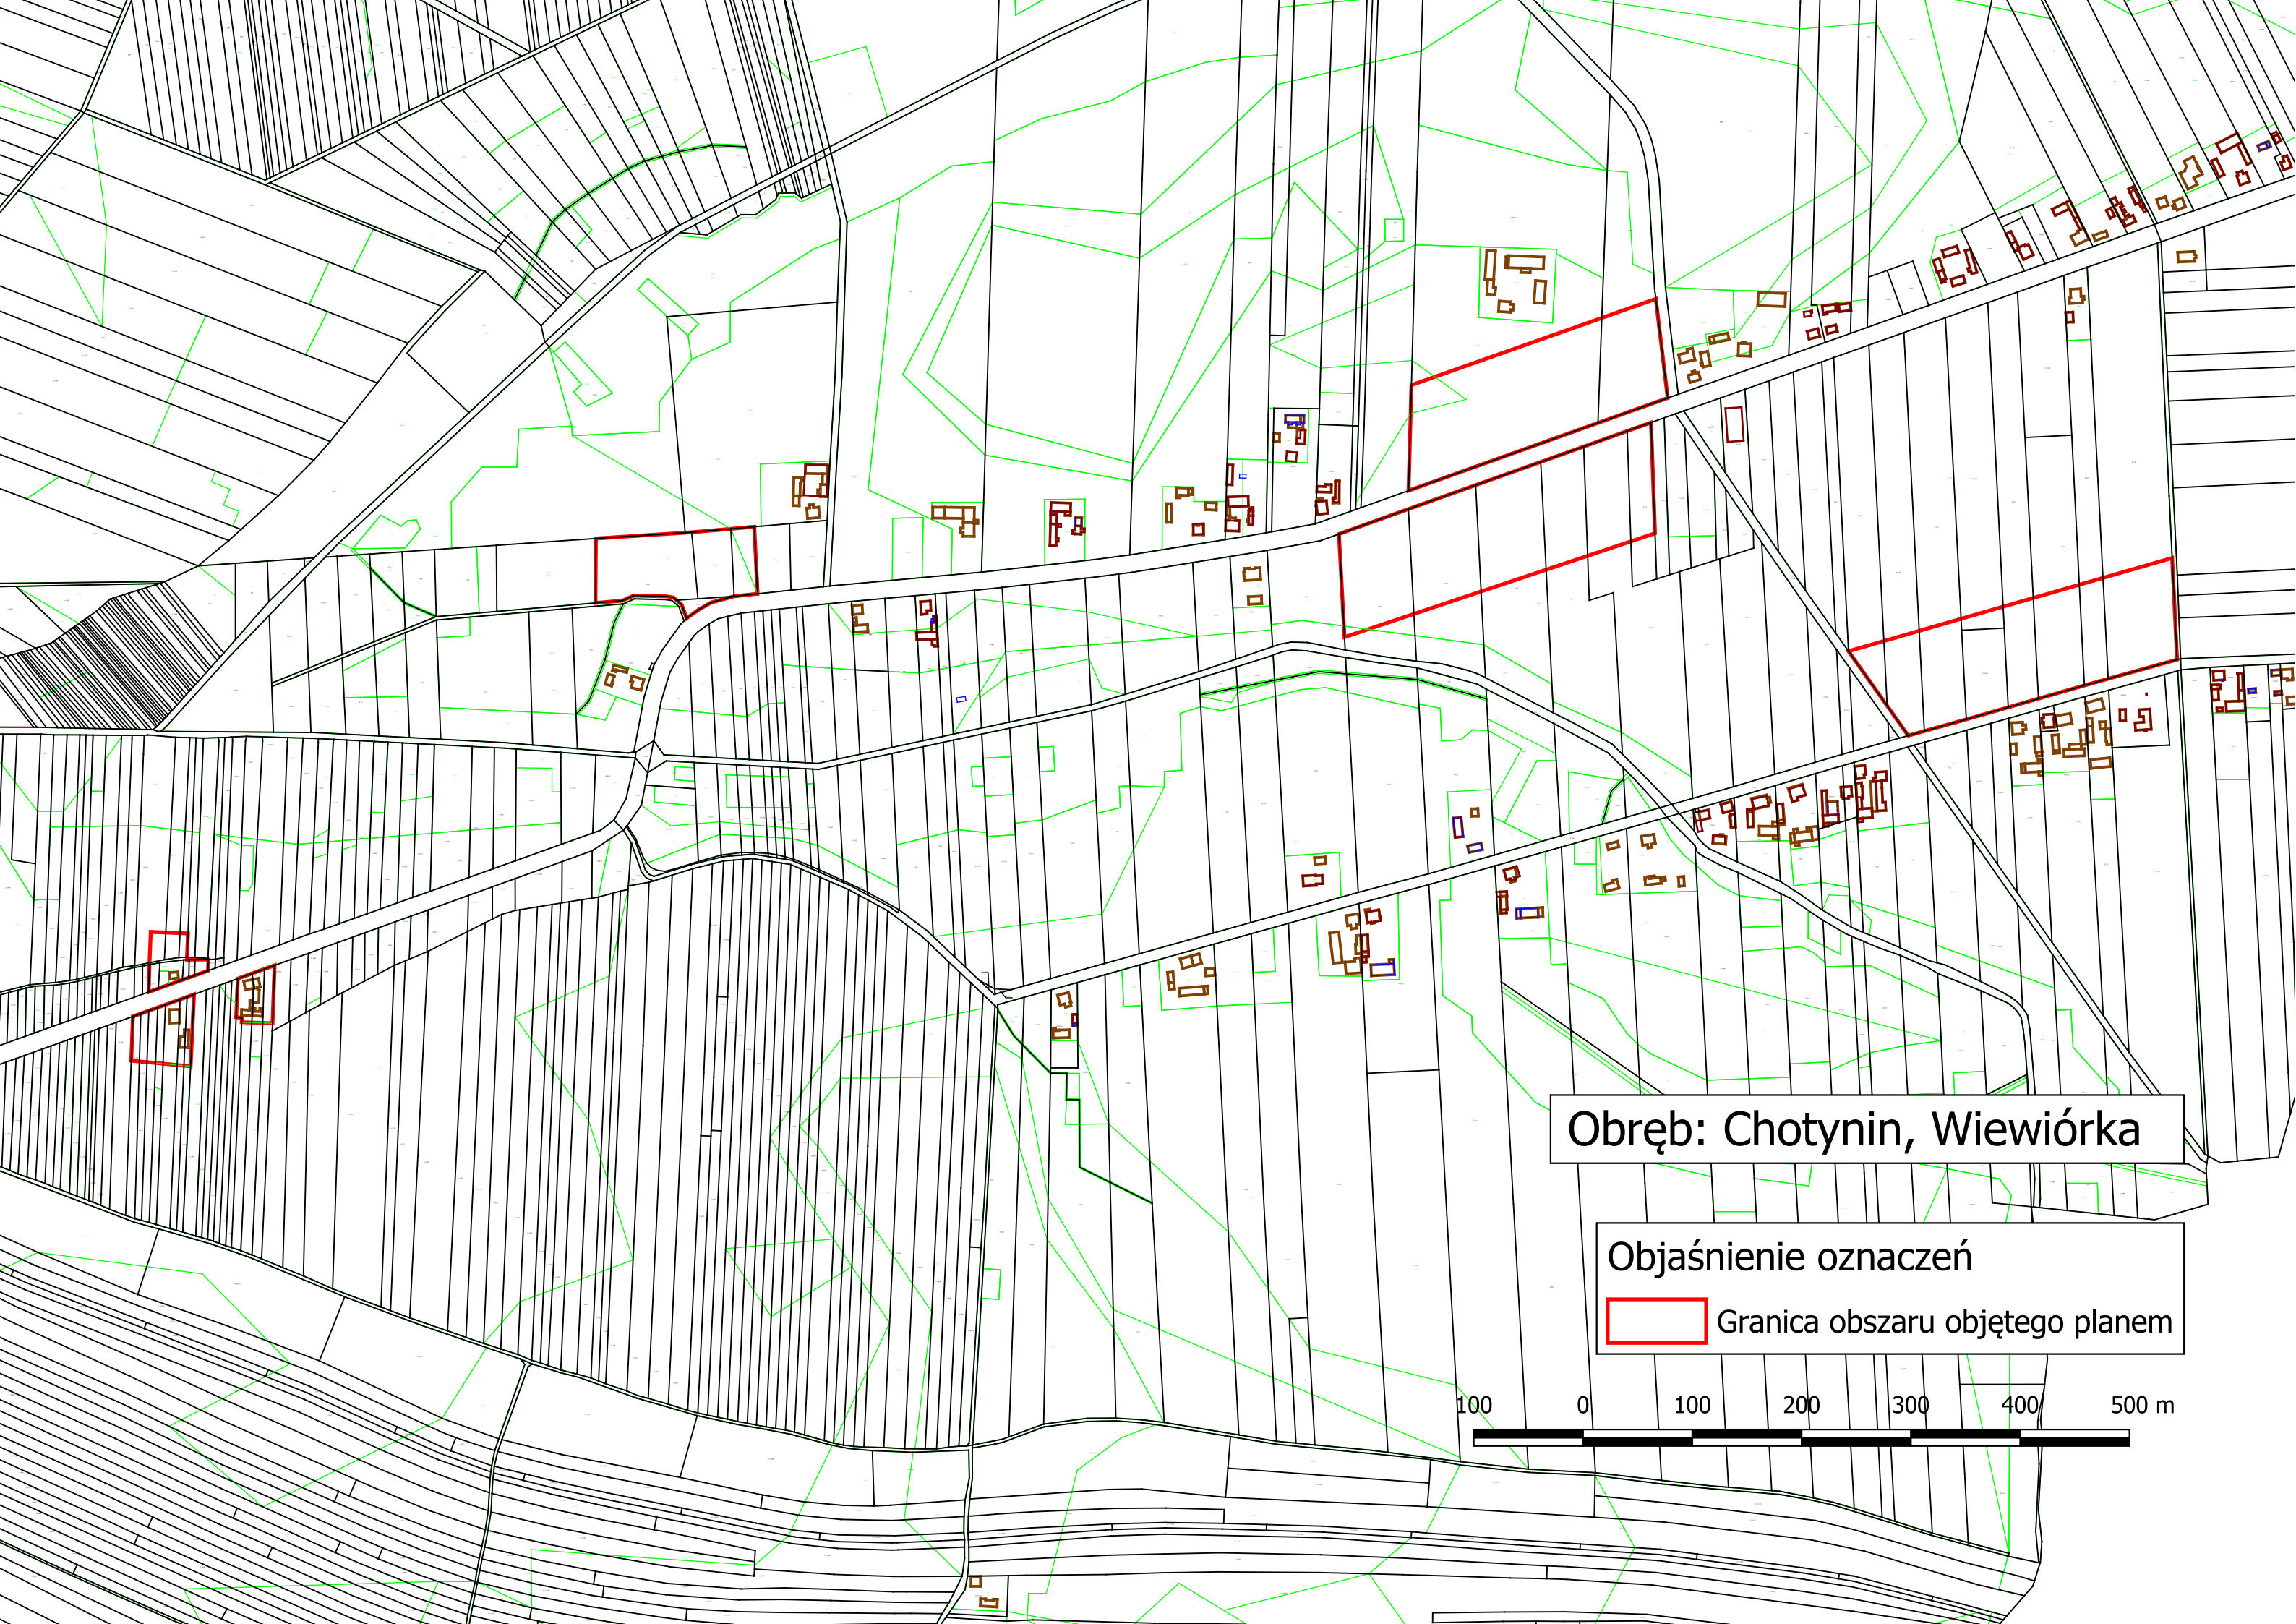 Obręb: Chotynin, Wiewiórka
Objaśnienie oznaczeń
Granica obszaru objętego planem
100 0 100 200 300 400 500 m